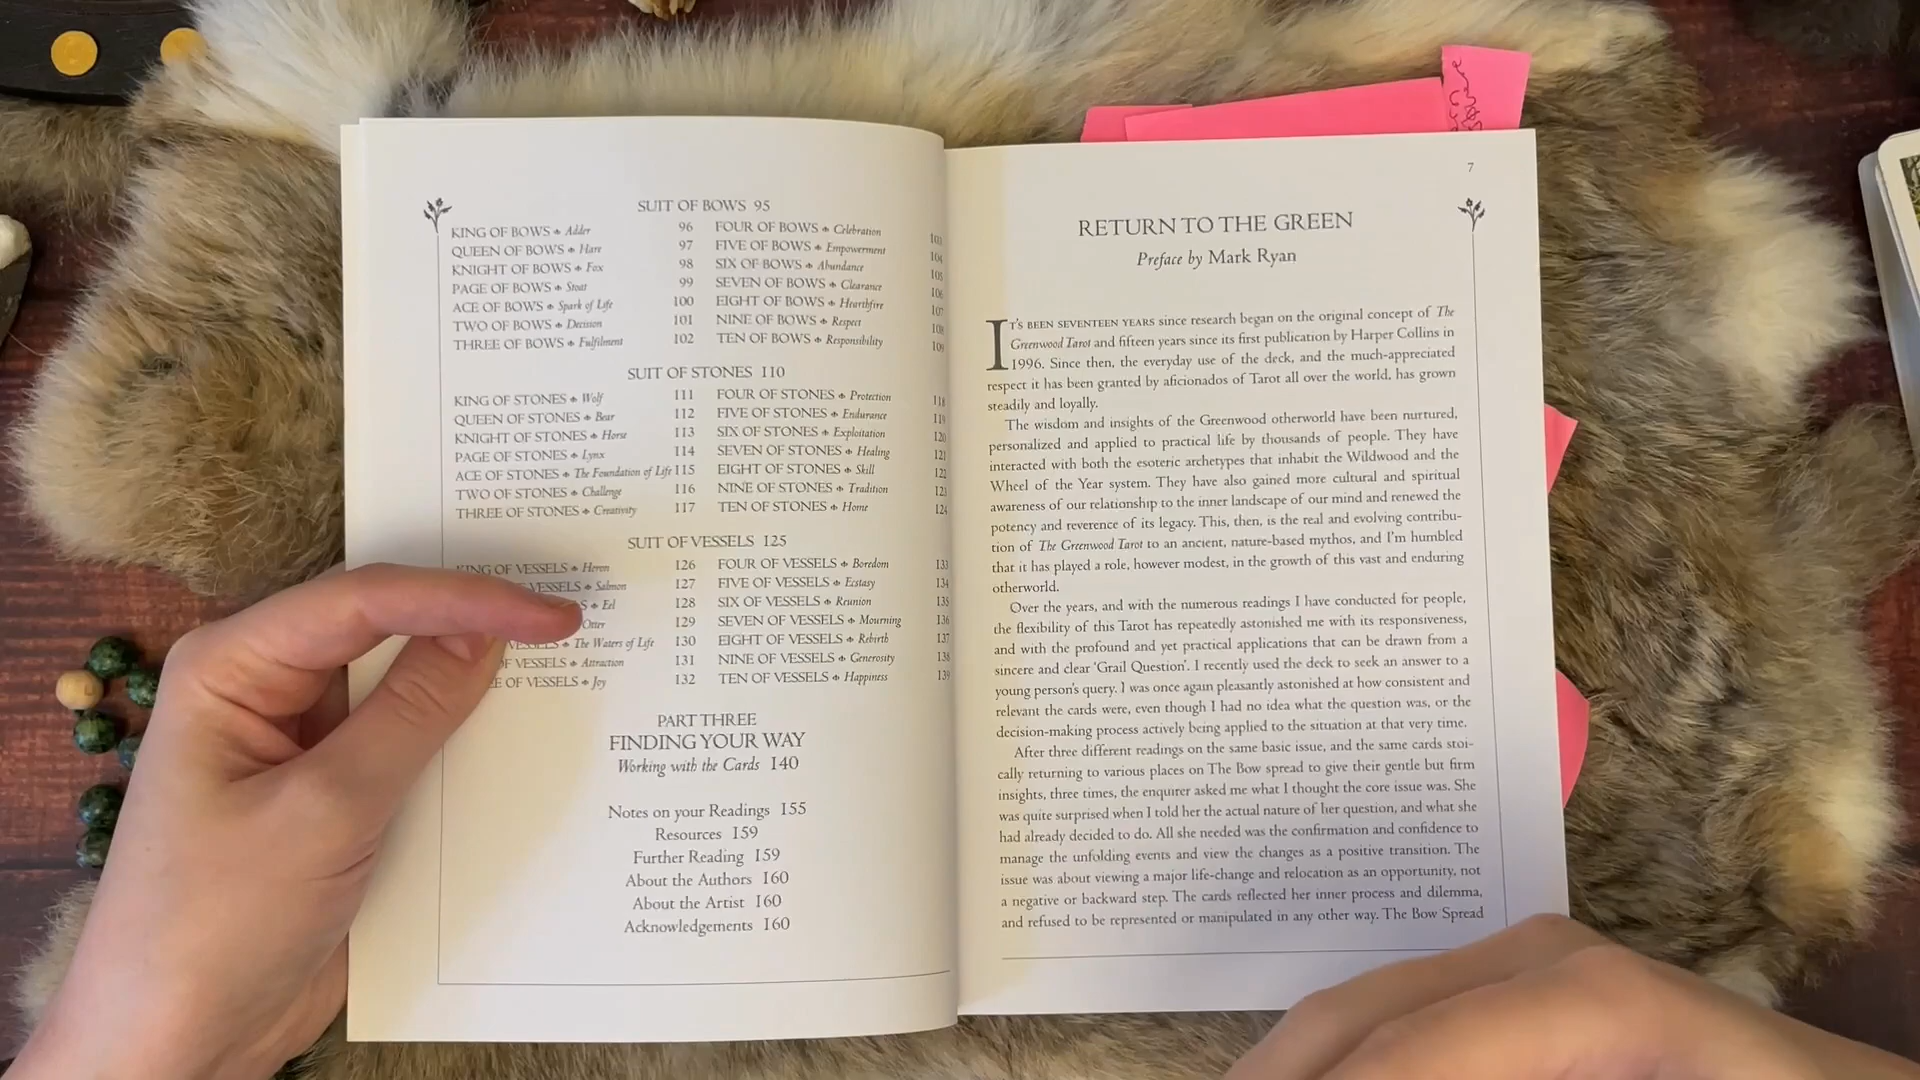 SUIT OF BOWS 95
KING OF BOWS Adder 96
QUEEN OF BOWS Hare 97
KNIGHT OF BOWS Fox 98
PAGE OF BOWS Stoat 99
ACE OF BOWS Spark of Life 100
TWO OF BOWS Decision 101
THREE OF BOWS Fulfilment 102
FOUR OF BOWS Celebration 103
FIVE OF BOWS Empowerment 104
SIX OF BOWS Abundance 105
SEVEN OF BOWS Clearance 106
EIGHT OF BOWS Hearthfire 107
NINE OF BOWS Respect 108
TEN OF BOWS Responsibility 109
SUIT OF STONES 110
KING OF STONES Wolf 111
QUEEN OF STONES Bear 112
KNIGHT OF STONES Horse 113
PAGE OF STONES Lynx 114
ACE OF STONES The Foundation of Life 115
TWO OF STONES Challenge 116
THREE OF STONES Creativity 117
FOUR OF STONES Protection 118
FIVE OF STONES Endurance 119
SIX OF STONES Exploitation 120
SEVEN OF STONES Healing 121
EIGHT OF STONES Skill 122
NINE OF STONES Tradition 123
TEN OF STONES Home 124
SUIT OF VESSELS 125
KING OF VESSELS Heron 126
VESSELS Salmon 127
Eel 128
Otter 129
VESSELS The Waters of Life 130
OF VESSELS Attraction 131
OF VESSELS Joy 132
FOUR OF VESSELS Boredom 133
FIVE OF VESSELS Ecstasy 134
SIX OF VESSELS Reunion 135
SEVEN OF VESSELS Mourning 136
EIGHT OF VESSELS Rebirth 137
NINE OF VESSELS Generosity 138
TEN OF VESSELS Happiness 139
PART THREE
FINDING YOUR WAY
Working with the Cards 140
Notes on your Readings 155
Resources 159
Further Reading 159
About the Authors 160
About the Artist 160
Acknowledgements 160
7
RETURN TO THE GREEN
Preface by Mark Ryan
IT'S BEEN SEVENTEEN YEARS since research began on the original concept of The
Greenwood Tarot and fifteen years since its first publication by Harper Collins in
1996. Since then, the everyday use of the deck, and the much-appreciated
respect it has been granted by aficionados of Tarot all over the world, has grown
steadily and loyally.
The wisdom and insights of the Greenwood otherworld have been nurtured,
personalized and applied to practical life by thousands of people. They have
interacted with both the esoteric archetypes that inhabit the Wildwood and the
Wheel of the Year system. They have also gained more cultural and spiritual
awareness of our relationship to the inner landscape of our mind and renewed the
potency and reverence of its legacy. This, then, is the real and evolving contribu-
tion of The Greenwood Tarot to an ancient, nature-based mythos, and I'm humbled
that it has played a role, however modest, in the growth of this vast and enduring
otherworld.
Over the years, and with the numerous readings I have conducted for people,
the flexibility of this Tarot has repeatedly astonished me with its responsiveness,
and with the profound and yet practical applications that can be drawn from a
sincere and clear 'Grail Question'. I recently used the deck to seek an answer to a
young person's query. I was once again pleasantly astonished at how consistent and
relevant the cards were, even though I had no idea what the question was, or the
decision-making process actively being applied to the situation at that very time.
After three different readings on the same basic issue, and the same cards stoi-
cally returning to various places on The Bow spread to give their gentle but firm
insights, three times, the enquirer asked me what I thought the core issue was. She
was quite surprised when I told her the actual nature of her question, and what she
had already decided to do. All she needed was the confirmation and confidence to
manage the unfolding events and view the changes as a positive transition. The
issue was about viewing a major life-change and relocation as an opportunity, not
a negative or backward step. The cards reflected her inner process and dilemma,
and refused to be represented or manipulated in any other way. The Bow Spread